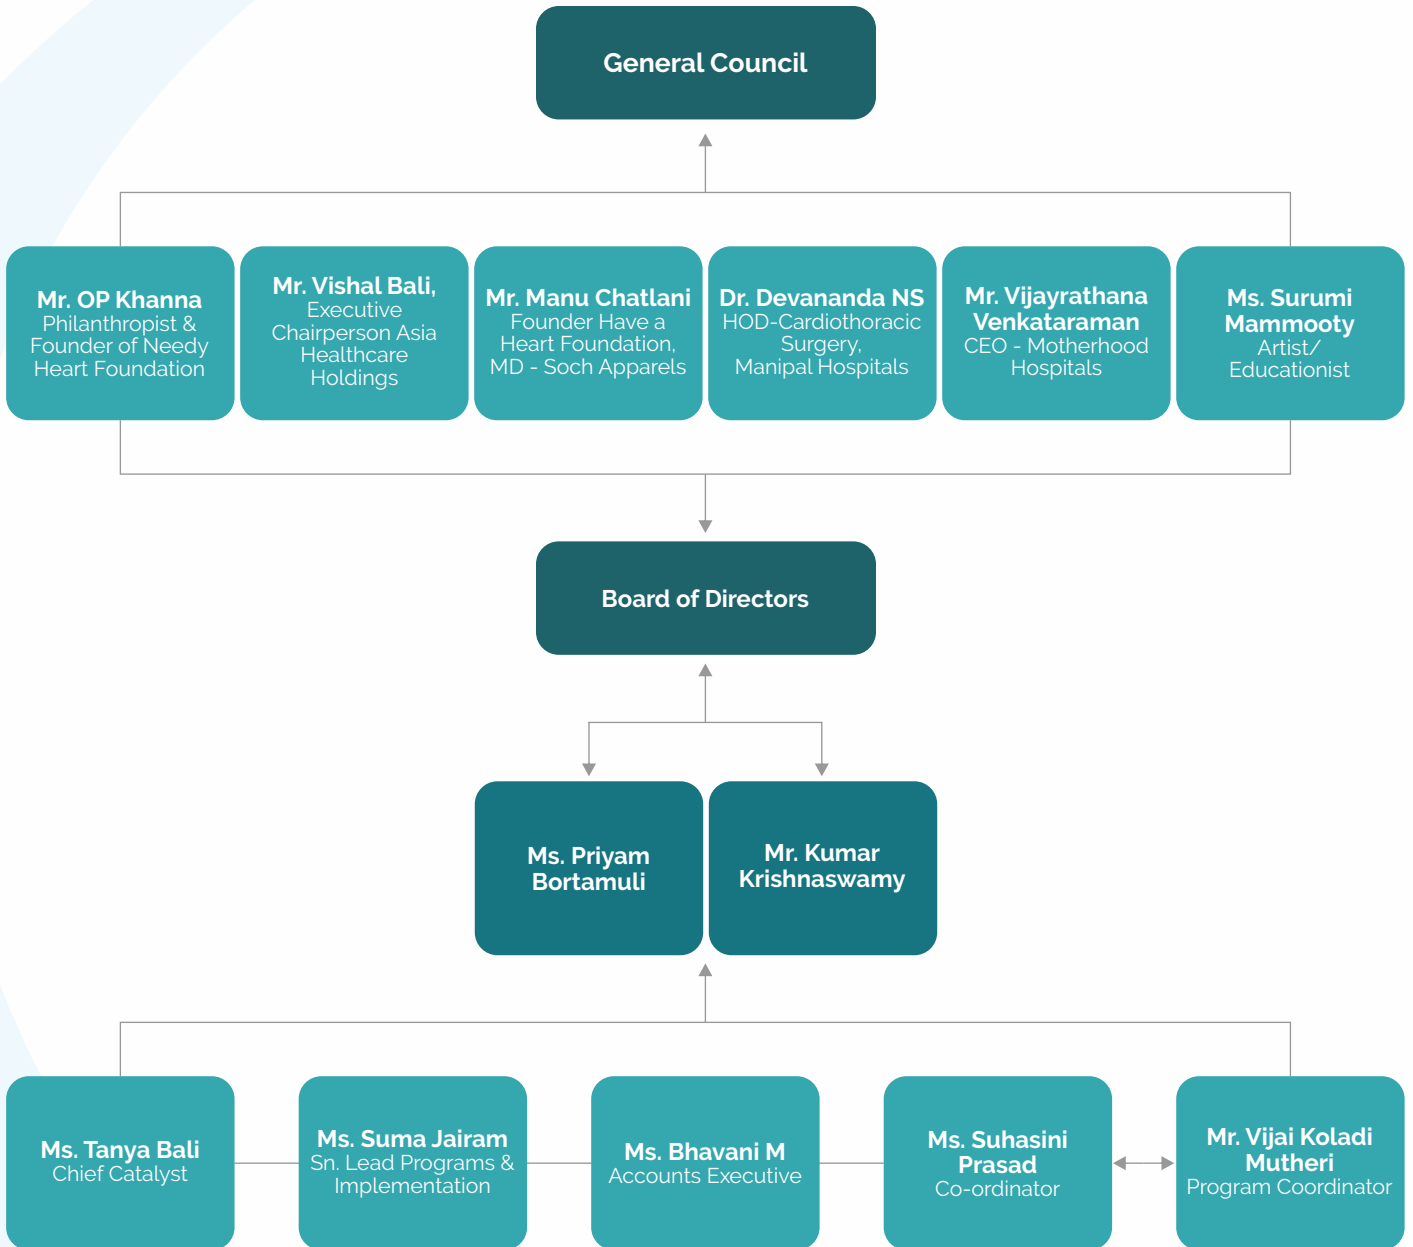 General Council
Mr. OP Khanna
Philanthropist &
Founder of Needy
Heart Foundation
Mr. Vishal Bali,
Executive
Chairperson Asia
Healthcare
Holdings
Mr. Manu Chatlani
Founder Have a
Heart Foundation,
MD - Soch Apparels
Dr. Devananda NS
HOD-Cardiothoracic
Surgery,
Manipal Hospitals
Mr. Vijayrathana
Venkataraman
CEO - Motherhood
Hospitals
Ms. Surumi
Mammooty
Artist/
Educationist
Board of Directors
Ms. Priyam
Bortamuli
Mr. Kumar
Krishnaswamy
Ms. Tanya Bali
Chief Catalyst
Ms. Suma Jairam
Sn. Lead Programs &
Implementation
Ms. Bhavani M
Accounts Executive
Ms. Suhasini
Prasad
Co-ordinator
Mr. Vijai Koladi
Mutheri
Program Coordinator